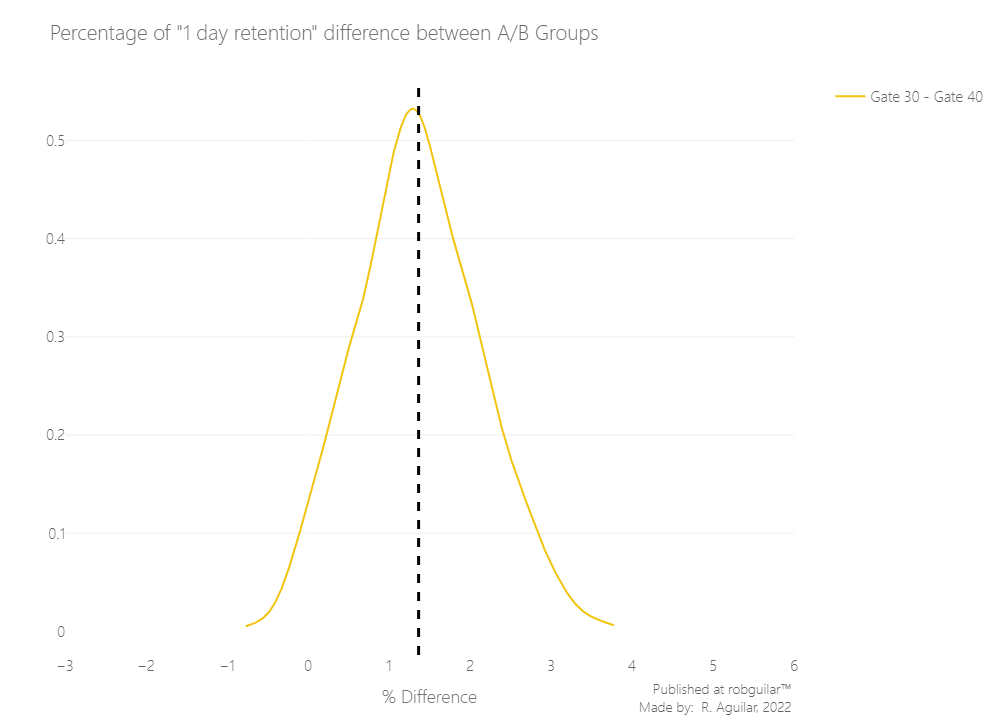 Percentage of "1 day retention" difference between A/B Groups
Gate 30 - Gate 40
0.5
0.4
0.3
0.2
0.1
0
−3 −2 −1 0 1 2 3 4 5 6
% Difference
Published at robguilar™
Made by: R. Aguilar, 2022